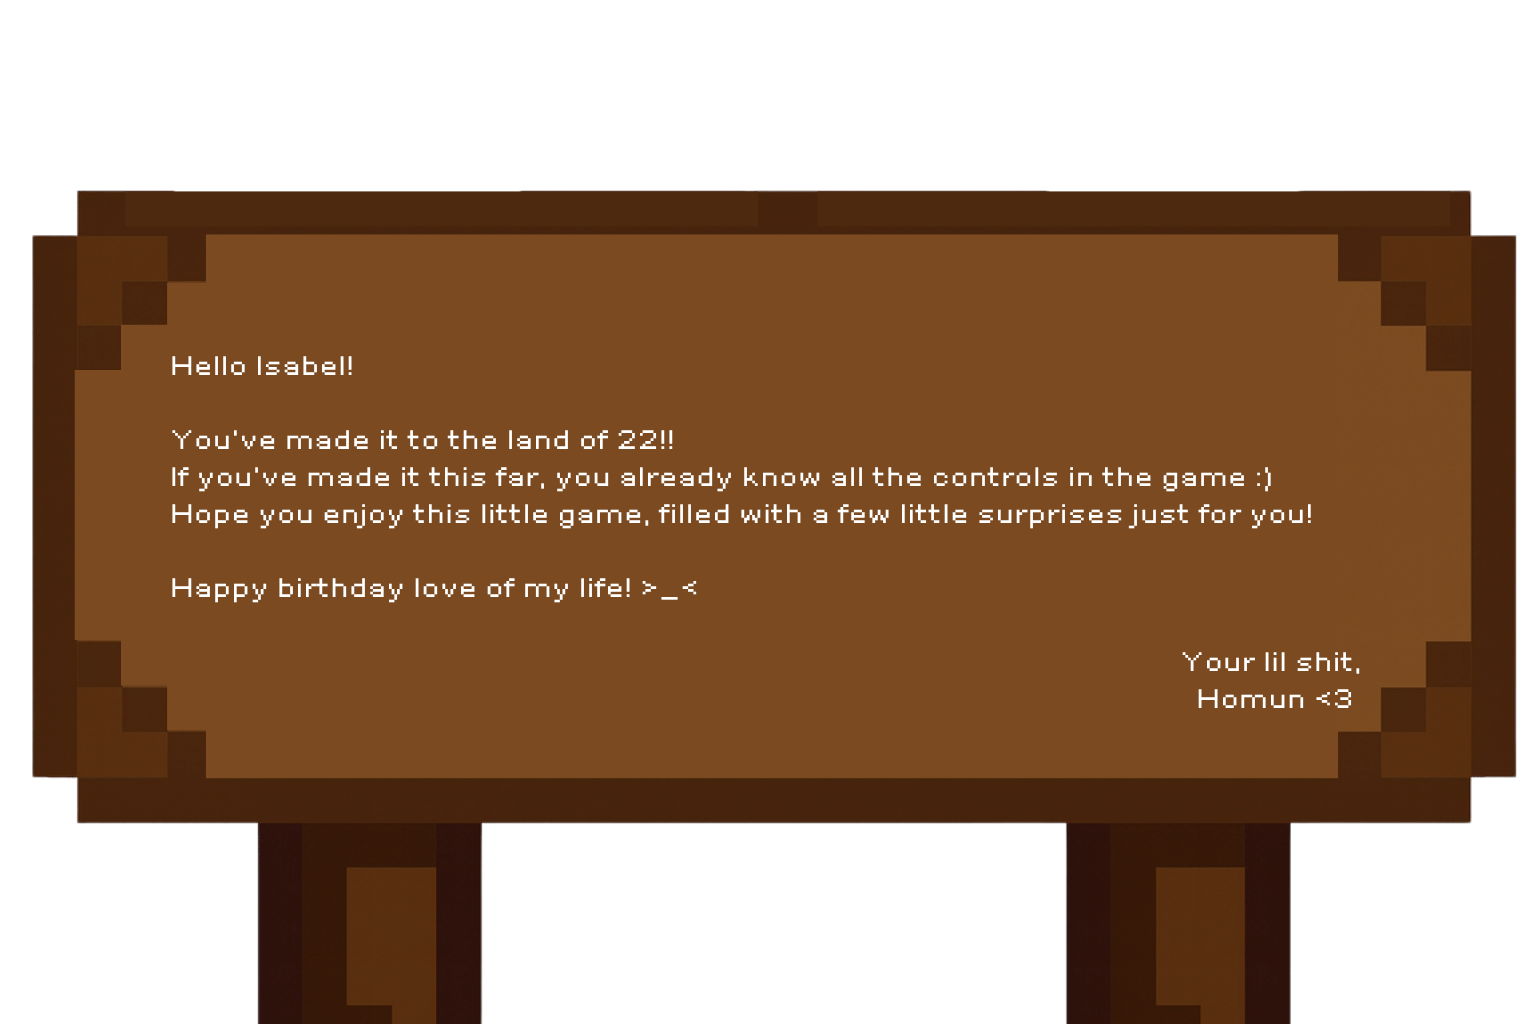 Hello Isabel!
You've made it to the land of 22!!
If you've made it this far, you already know all the controls in the game :)
Hope you enjoy this little game, filled with a few little surprises just for you!
Happy birthday love of my life! >_<
Your lil shit,
Homun <3